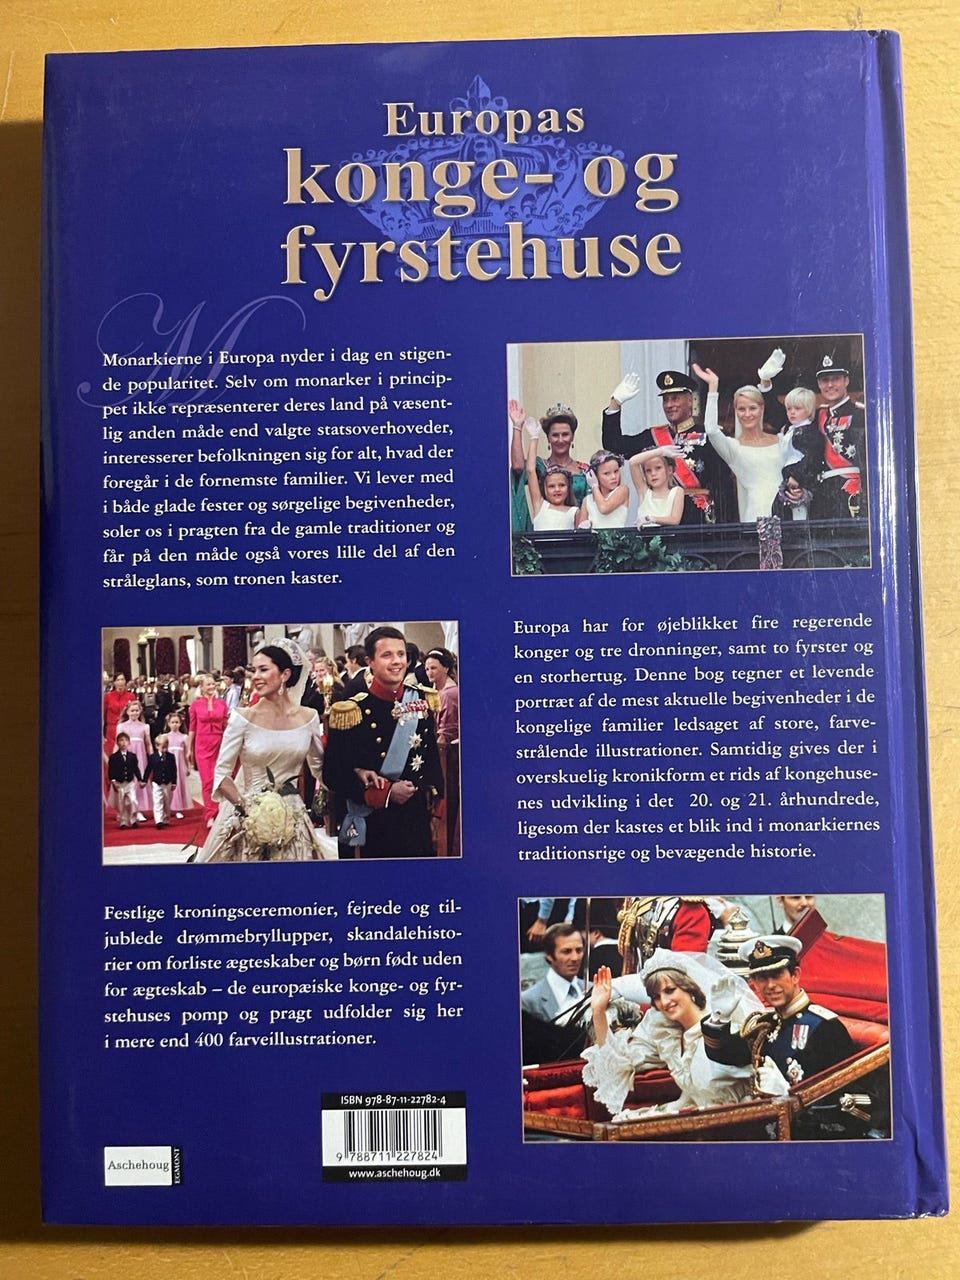 Europas
konge- og
fyrstehuse
M
Monarkierne i Europa nyder i dag en stigen-
de popularitet. Selv om monarker i princip-
pet ikke repræsenterer deres land på væsent-
lig anden måde end valgte statsoverhoveder,
interesserer befolkningen sig for alt, hvad der
foregår i de fornemste familier. Vi lever med
i både glade fester og sørgelige begivenheder,
soler os i pragten fra de gamle traditioner og
får på den måde også vores lille del af den
stråleglans, som tronen kaster.
Europa har for øjeblikket fire regerende
konger og tre dronninger, samt to fyrster og
en storhertug. Denne bog tegner et levende
portræt af de mest aktuelle begivenheder i de
kongelige familier ledsaget af store, farve-
strålende illustrationer. Samtidig gives der i
overskuelig kronikform et rids af kongehuse-
nes udvikling i det 20. og 21. århundrede,
ligesom der kastes et blik ind i monarkiernes
traditionsrige og bevægende historie.
Festlige kroningsceremonier, fejrede og til-
jublede drømmebryllupper, skandalehisto-
rier om forliste ægteskaber og børn født uden
for ægteskab – de europæiske konge- og fyr-
stehuses pomp og pragt udfolder sig her
i mere end 400 farveillustrationer.
ISBN 978-87-11-22782-4
9 788711 227824
www.aschehoug.dk
Aschehoug
EGMONT